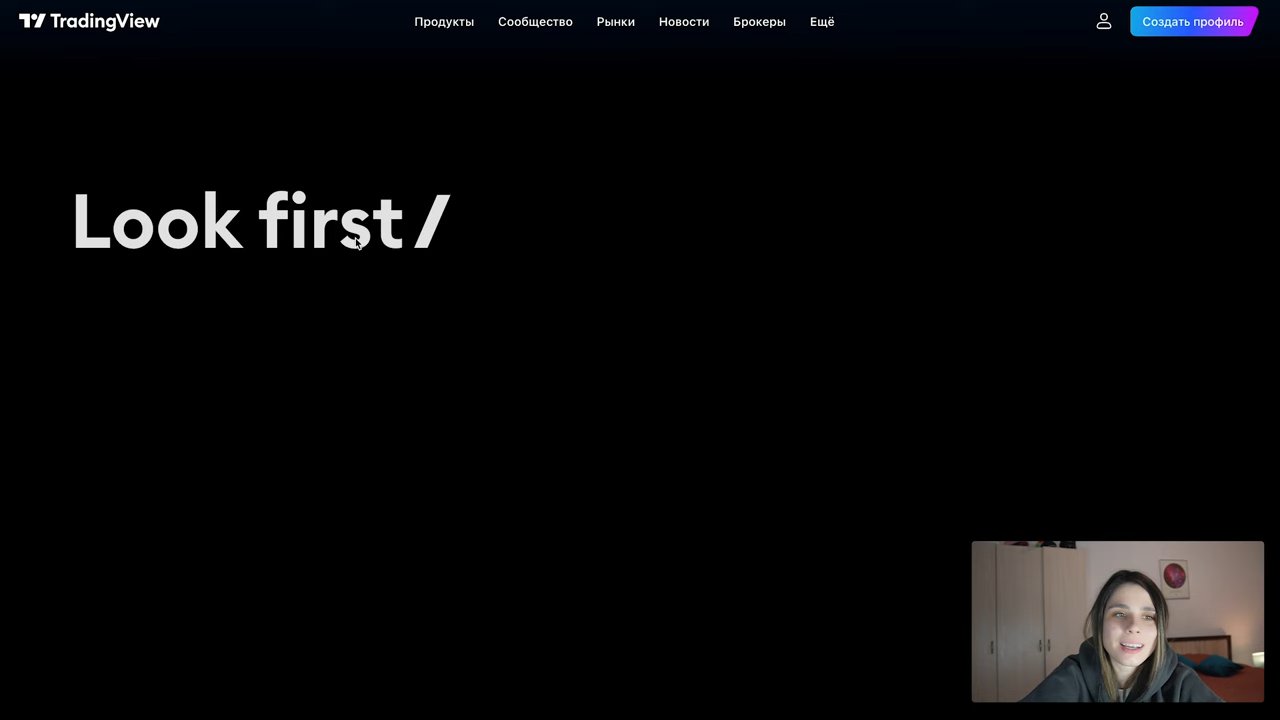 TradingView
Продукты Сообщество Рынки Новости Брокеры Ещё
Создать профиль
Look first /